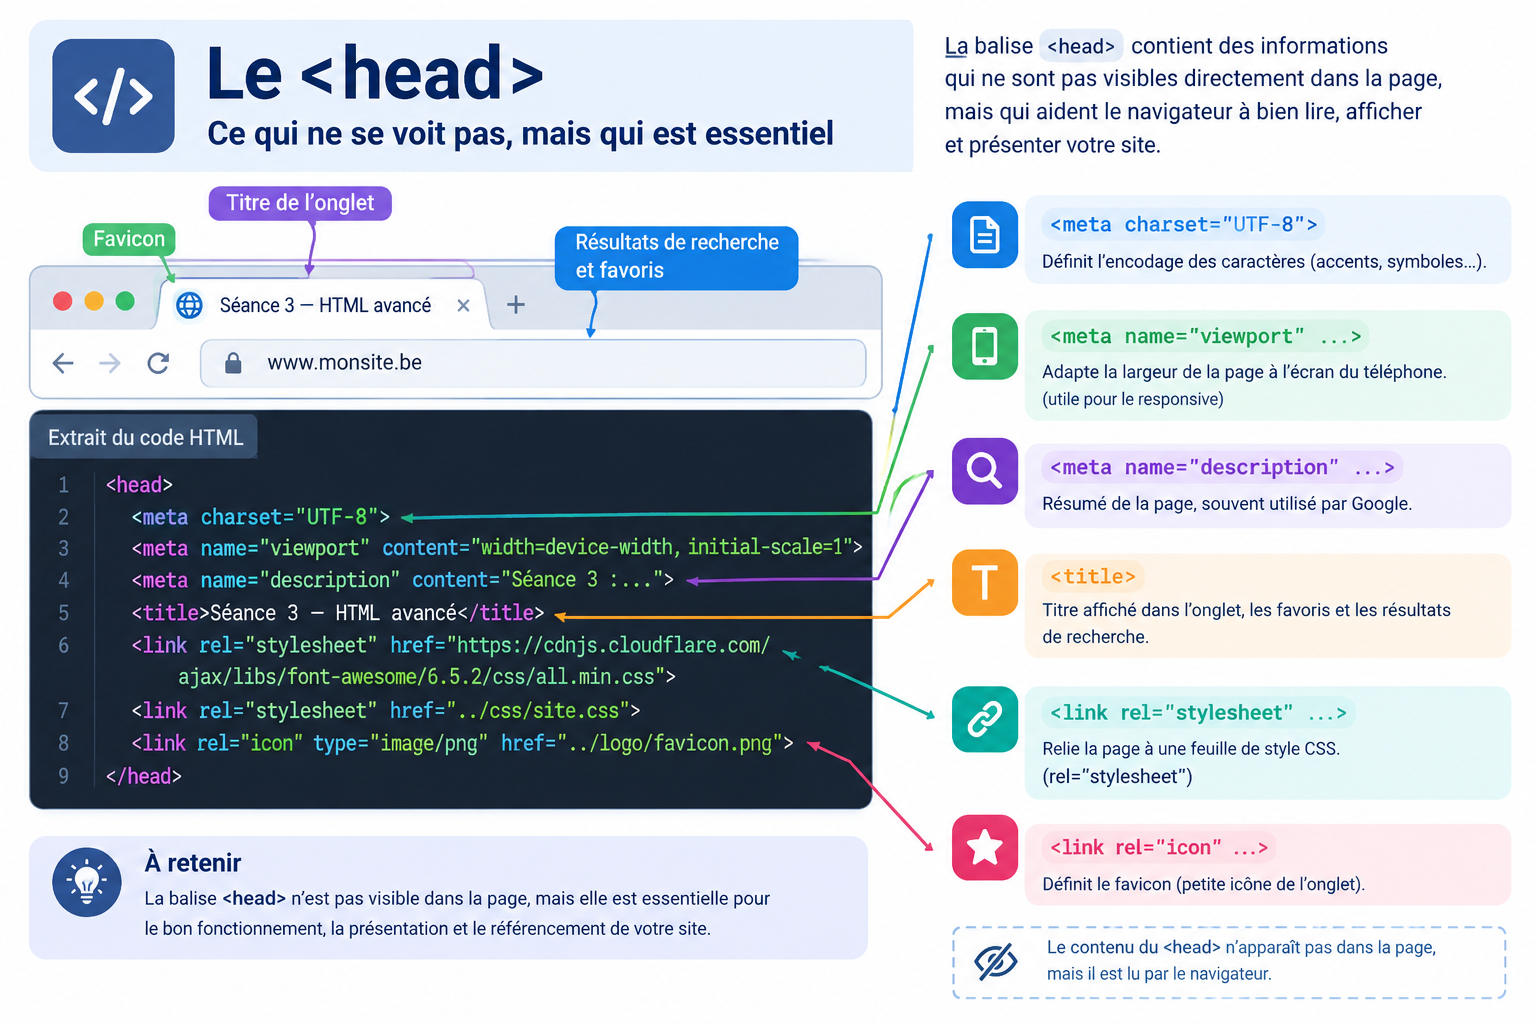 </>
Le <head>
Ce qui ne se voit pas, mais qui est essentiel
La balise <head> contient des informations
qui ne sont pas visibles directement dans la page,
mais qui aident le navigateur à bien lire, afficher
et présenter votre site.
Titre de l’onglet
Favicon
Résultats de recherche
et favoris
Séance 3 – HTML avancé × +
www.monsite.be
Extrait du code HTML
1 <head>
2 <meta charset="UTF-8">
3 <meta name="viewport" content="width=device-width, initial-scale=1">
4 <meta name="description" content="Séance 3 :...">
5 <title>Séance 3 – HTML avancé</title>
6 <link rel="stylesheet" href="https://cdnjs.cloudflare.com/
ajax/libs/font-awesome/6.5.2/css/all.min.css">
7 <link rel="stylesheet" href="../css/site.css">
8 <link rel="icon" type="image/png" href="../logo/favicon.png">
9 </head>
À retenir
La balise <head> n’est pas visible dans la page, mais elle est essentielle pour
le bon fonctionnement, la présentation et le référencement de votre site.
<meta charset="UTF-8">
Définit l’encodage des caractères (accents, symboles...).
<meta name="viewport" ...>
Adapte la largeur de la page à l’écran du téléphone.
(utile pour le responsive)
<meta name="description" ...>
Résumé de la page, souvent utilisé par Google.
T
<title>
Titre affiché dans l’onglet, les favoris et les résultats
de recherche.
<link rel="stylesheet" ...>
Relie la page à une feuille de style CSS.
(rel="stylesheet")
<link rel="icon" ...>
Définit le favicon (petite icône de l’onglet).
Le contenu du <head> n’apparaît pas dans la page,
mais il est lu par le navigateur.